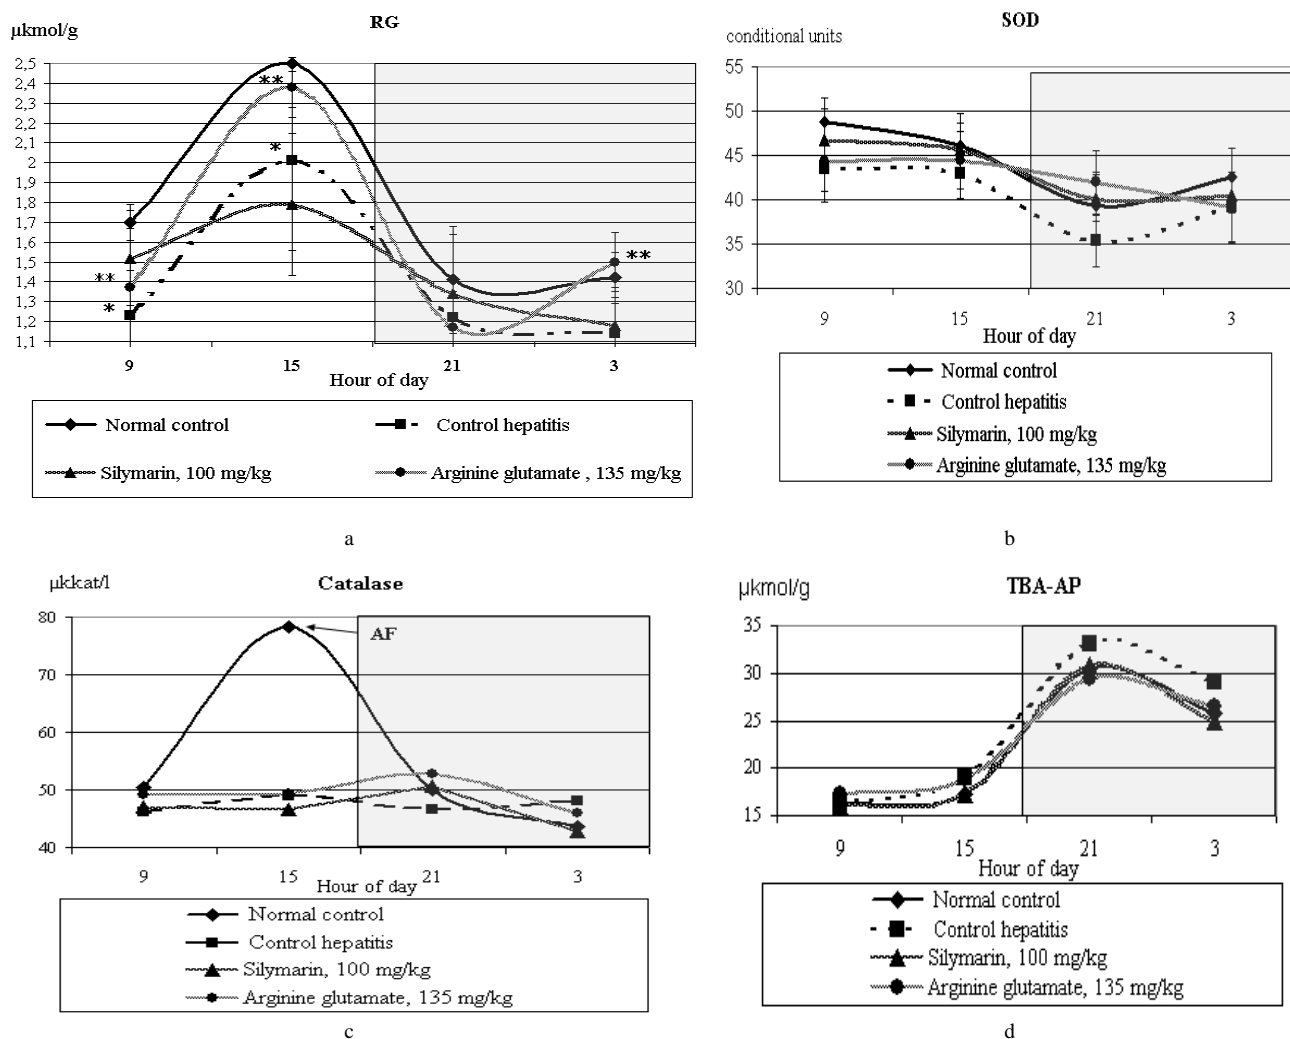 RG
µkmol/g
2,5
2,4
2,3
2,2
2,1
2
1,9
1,8
1,7
1,6
1,5
1,4
1,3
1,2
1,1
**
*
**
*
**
9 15 21 3
Hour of day
Normal control
Control hepatitis
Silymarin, 100 mg/kg
Arginine glutamate , 135 mg/kg
a
SOD
conditional units
55
50
45
40
35
30
9 15 21 3
Hour of day
Normal control
Control hepatitis
Silymarin, 100 mg/kg
Arginine glutamate, 135 mg/kg
b
µkkat/l
Catalase
80
70
60
50
40
AF
9 15 21 3
Hour of day
Normal control
Control hepatitis
Silymarin, 100 mg/kg
Arginine glutamate, 135 mg/kg
c
TBA-AP
µkmol/g
35
30
25
20
15
9 15 21 3
Hour of day
Normal control
Control hepatitis
Silymarin, 100 mg/kg
Arginine glutamate, 135 mg/kg
d